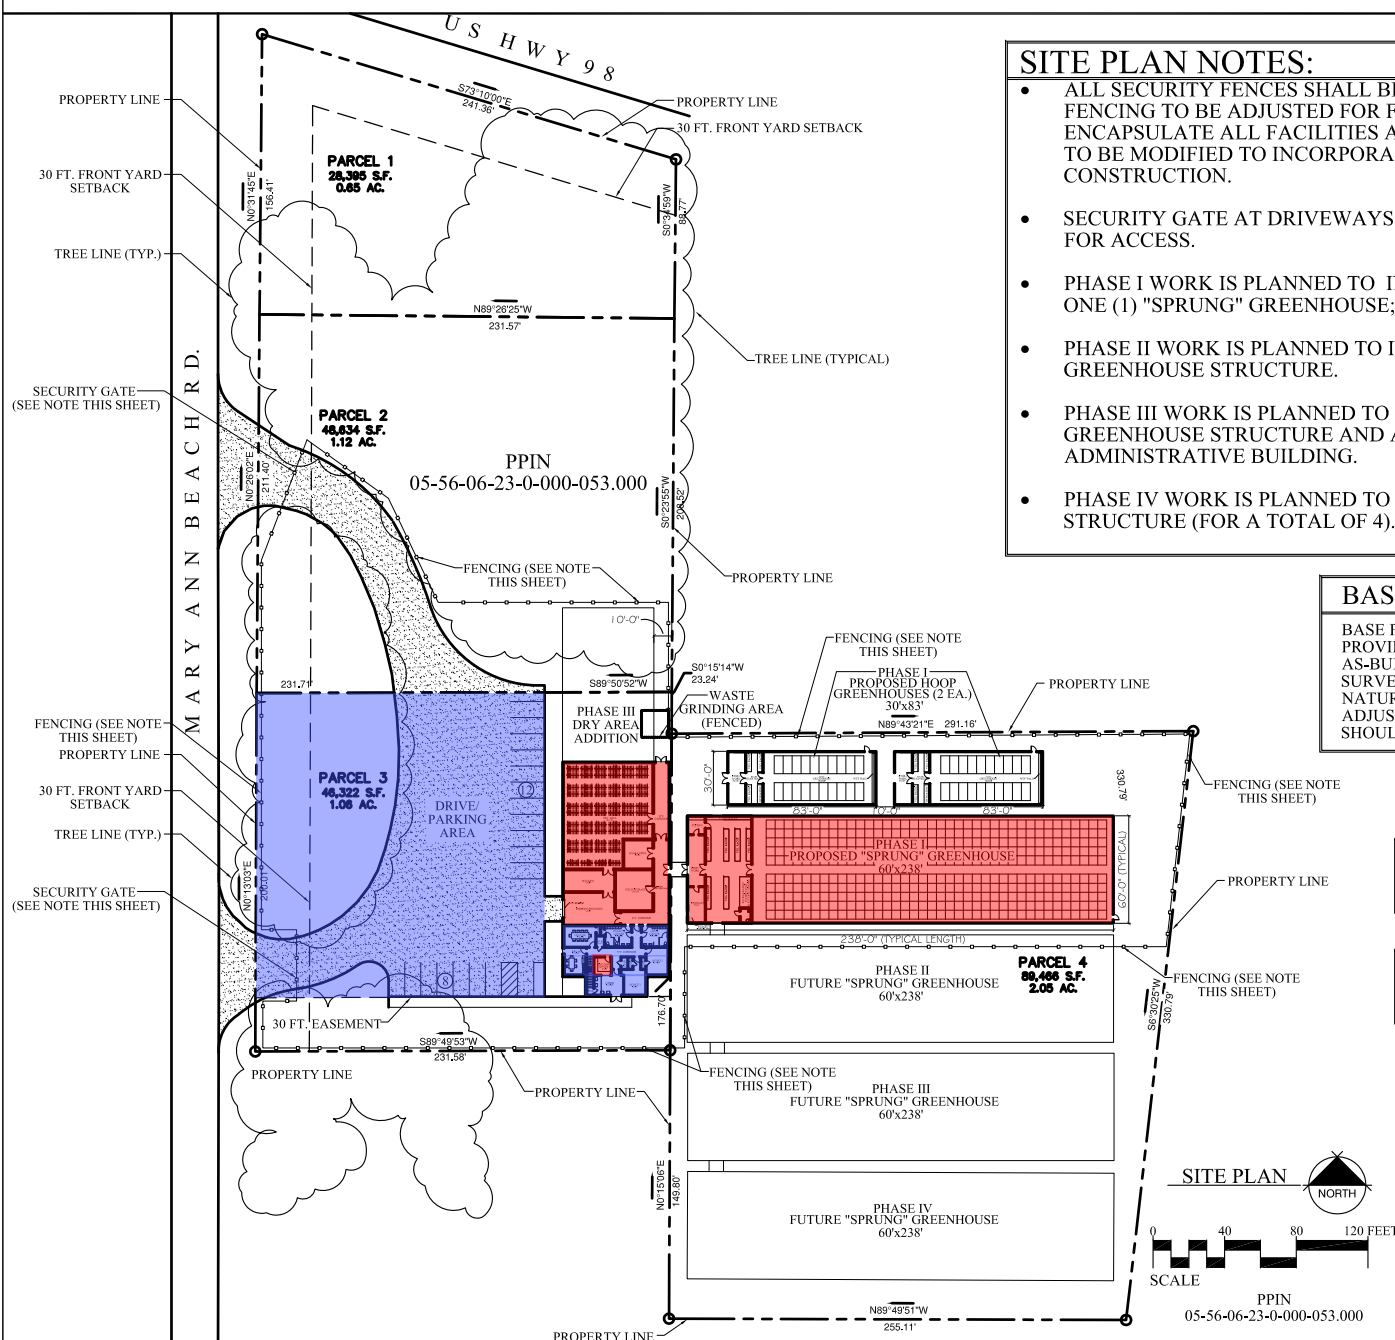 US HWY 98
PROPERTY LINE
S73°10'00"E
241.36'
PROPERTY LINE
30 FT. FRONT YARD SETBACK
PARCEL 1
28,395 S.F.
0.65 AC.
30 FT. FRONT YARD
SETBACK
N0°31'45"E
156.41'
S0°34'59"W
88.77'
TREE LINE (TYP.)
N89°26'25"W
231.57'
TREE LINE (TYPICAL)
MARY ANN BEACH RD.
SECURITY GATE
(SEE NOTE THIS SHEET)
PARCEL 2
48,634 S.F.
1.12 AC.
PPIN
05-56-06-23-0-000-053.000
N0°26'02"E
211.40'
S0°23'55"W
208.52'
FENCING (SEE NOTE
THIS SHEET)
PROPERTY LINE
10'-0"
231.71'
S89°50'52"W
S0°15'14"W
23.24'
PHASE III
DRY AREA
ADDITION
WASTE
GRINDING AREA
(FENCED)
FENCING (SEE NOTE
THIS SHEET)
PHASE I
PROPOSED HOOP
GREENHOUSES (2 EA.)
30'x83'
N89°43'21"E 291.16'
PROPERTY LINE
FENCING (SEE NOTE
THIS SHEET)
PROPERTY LINE
30 FT. FRONT YARD
SETBACK
TREE LINE (TYP.)
SECURITY GATE
(SEE NOTE THIS SHEET)
PARCEL 3
46,322 S.F.
1.06 AC.
DRIVE/
PARKING
AREA
12
N0°13'03"E
30'-0"
83'-0"
83'-0"
330.79'
FENCING (SEE NOTE
THIS SHEET)
PHASE I
PROPOSED "SPRUNG" GREENHOUSE
60'x238'
60'-0" (TYPICAL)
PROPERTY LINE
238'-0" (TYPICAL LENGTH)
PHASE II
FUTURE "SPRUNG" GREENHOUSE
60'x238'
PARCEL 4
89,466 S.F.
2.05 AC.
FENCING (SEE NOTE
THIS SHEET)
S6°30'25"W
330.79'
8
30 FT. EASEMENT
176.70'
S89°49'53"W
231.58'
PROPERTY LINE
PROPERTY LINE
FENCING (SEE NOTE
THIS SHEET)
PHASE III
FUTURE "SPRUNG" GREENHOUSE
60'x238'
N0°15'06"E
149.80'
PHASE IV
FUTURE "SPRUNG" GREENHOUSE
60'x238'
N89°49'51"W
255.11'
PROPERTY LINE
SITE PLAN NOTES:
• ALL SECURITY FENCES SHALL BE
FENCING TO BE ADJUSTED FOR F
ENCAPSULATE ALL FACILITIES A
TO BE MODIFIED TO INCORPORA
CONSTRUCTION.
• SECURITY GATE AT DRIVEWAYS
FOR ACCESS.
• PHASE I WORK IS PLANNED TO I
ONE (1) "SPRUNG" GREENHOUSE;
• PHASE II WORK IS PLANNED TO I
GREENHOUSE STRUCTURE.
• PHASE III WORK IS PLANNED TO
GREENHOUSE STRUCTURE AND A
ADMINISTRATIVE BUILDING.
• PHASE IV WORK IS PLANNED TO
STRUCTURE (FOR A TOTAL OF 4).
BAS
BASE F
PROVI
AS-BU
SURVE
NATUR
ADJUS
SHOUL
SITE PLAN
NORTH
0 40 80 120 FEET
SCALE
PPIN
05-56-06-23-0-000-053.000